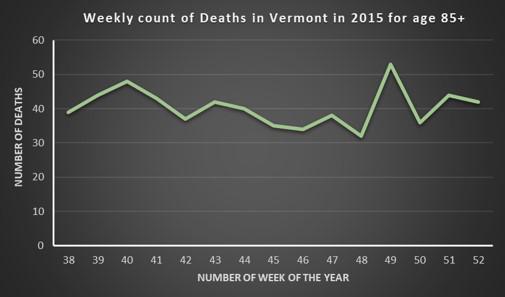 Weekly count of Deaths in Vermont in 2015 for age 85+
NUMBER OF DEATHS
60
50
40
30
20
10
0
38 39 40 41 42 43 44 45 46 47 48 49 50 51 52
NUMBER OF WEEK OF THE YEAR